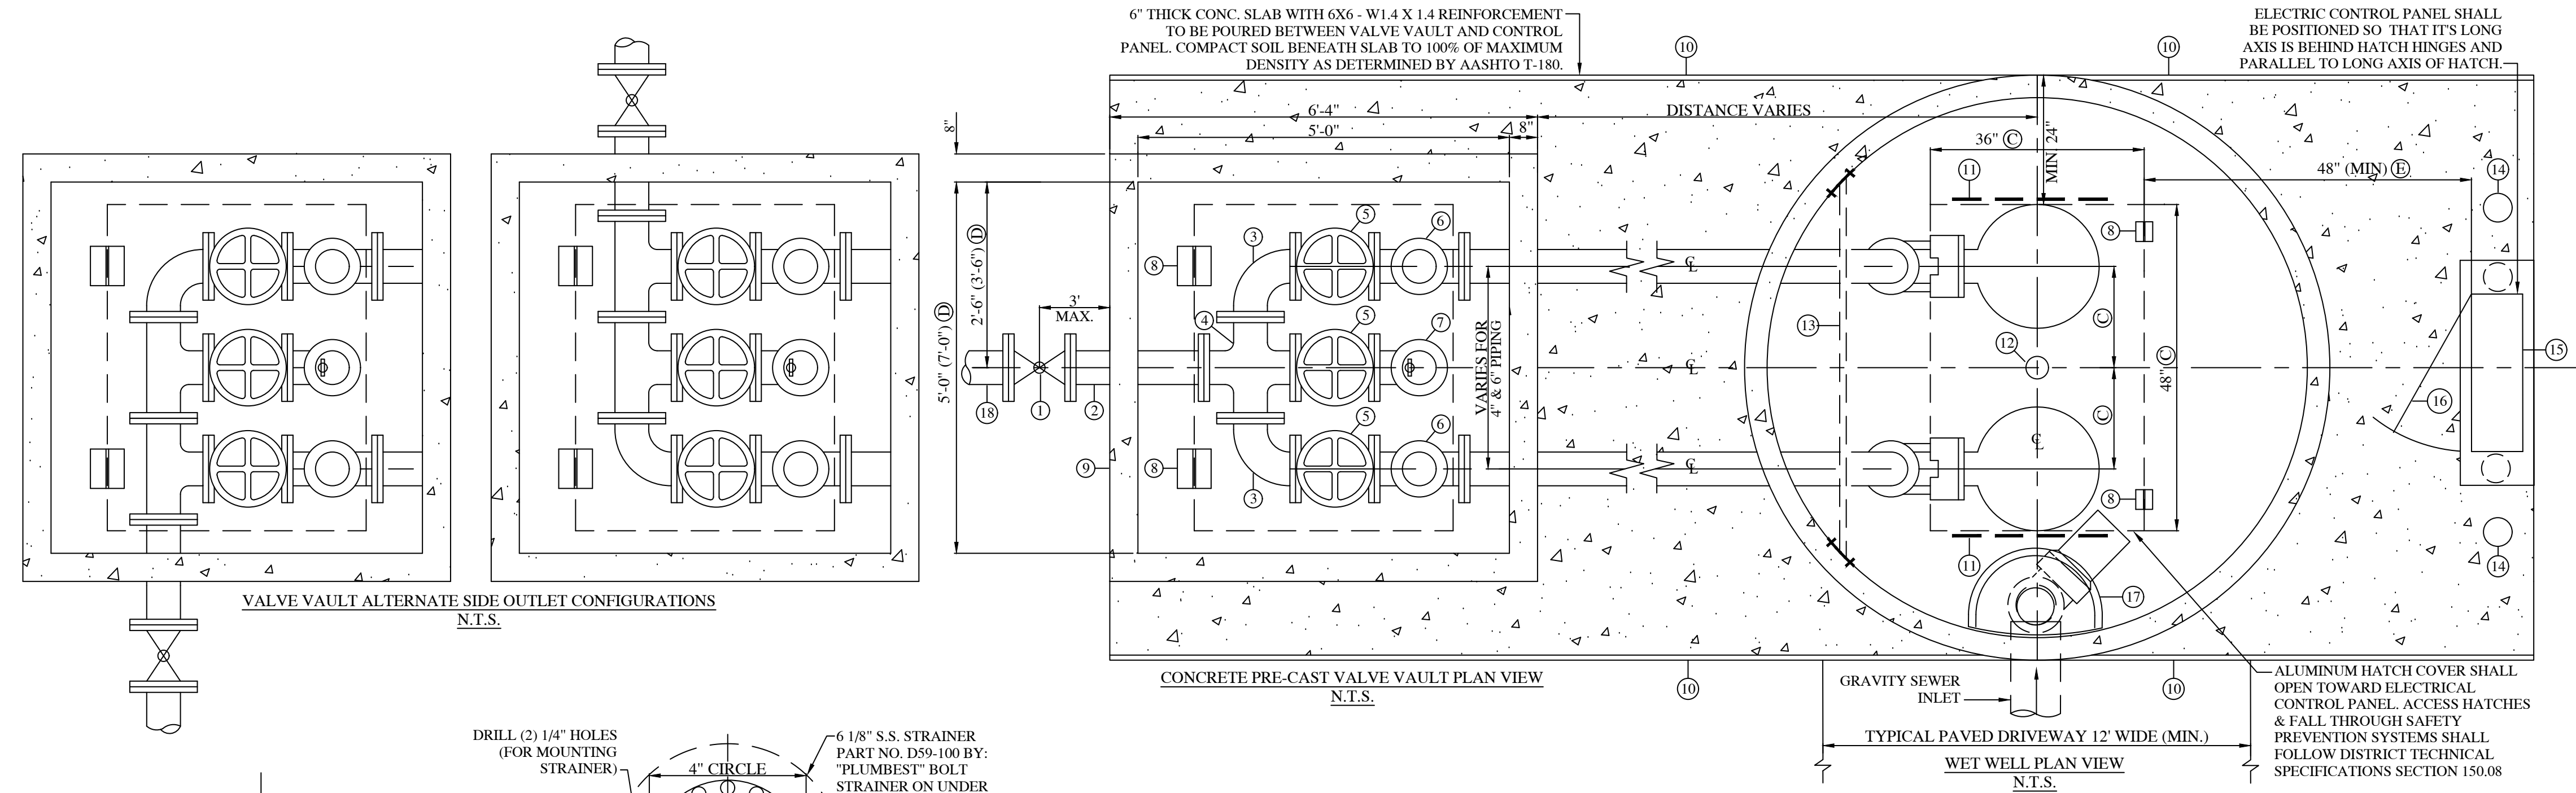 6" THICK CONC. SLAB WITH 6X6 - W1.4 X 1.4 REINFORCEMENT
TO BE POURED BETWEEN VALVE VAULT AND CONTROL
PANEL. COMPACT SOIL BENEATH SLAB TO 100% OF MAXIMUM
DENSITY AS DETERMINED BY AASHTO T-180.
ELECTRIC CONTROL PANEL SHALL
BE POSITIONED SO THAT IT'S LONG
AXIS IS BEHIND HATCH HINGES AND
PARALLEL TO LONG AXIS OF HATCH.
10
10
8"
6'-4"
DISTANCE VARIES
5'-0"
8"
36" C
MIN. 24"
48" (MIN) E
11
14
5
6
3
8
8
2'-6" (3'-6") D
5'-0" (7'-0") D
3'
MAX.
4
5
7
VARIES FOR
4" & 6" PIPING
CL
CL
CL
CL
13
12
C
C
48" C
15
16
18
1
2
5
6
9
8
3
8
11
14
17
VALVE VAULT ALTERNATE SIDE OUTLET CONFIGURATIONS
N.T.S.
CONCRETE PRE-CAST VALVE VAULT PLAN VIEW
N.T.S.
10
10
GRAVITY SEWER
INLET
TYPICAL PAVED DRIVEWAY 12' WIDE (MIN.)
WET WELL PLAN VIEW
N.T.S.
ALUMINUM HATCH COVER SHALL
OPEN TOWARD ELECTRICAL
CONTROL PANEL. ACCESS HATCHES
& FALL THROUGH SAFETY
PREVENTION SYSTEMS SHALL
FOLLOW DISTRICT TECHNICAL
SPECIFICATIONS SECTION 150.08
DRILL (2) 1/4" HOLES
(FOR MOUNTING
STRAINER)
4" CIRCLE
6 1/8" S.S. STRAINER
PART NO. D59-100 BY:
"PLUMBEST" BOLT
STRAINER ON UNDER